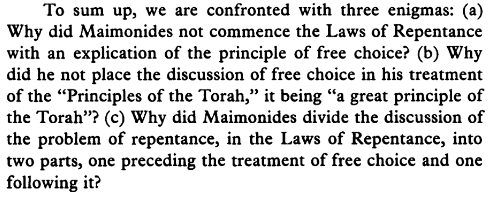 To sum up, we are confronted with three enigmas: (a)
Why did Maimonides not commence the Laws of Repentance
with an explication of the principle of free choice? (b) Why
did he not place the discussion of free choice in his treatment
of the “Principles of the Torah,” it being “a great principle of
the Torah”? (c) Why did Maimonides divide the discussion of
the problem of repentance, in the Laws of Repentance, into
two parts, one preceding the treatment of free choice and one
following it?